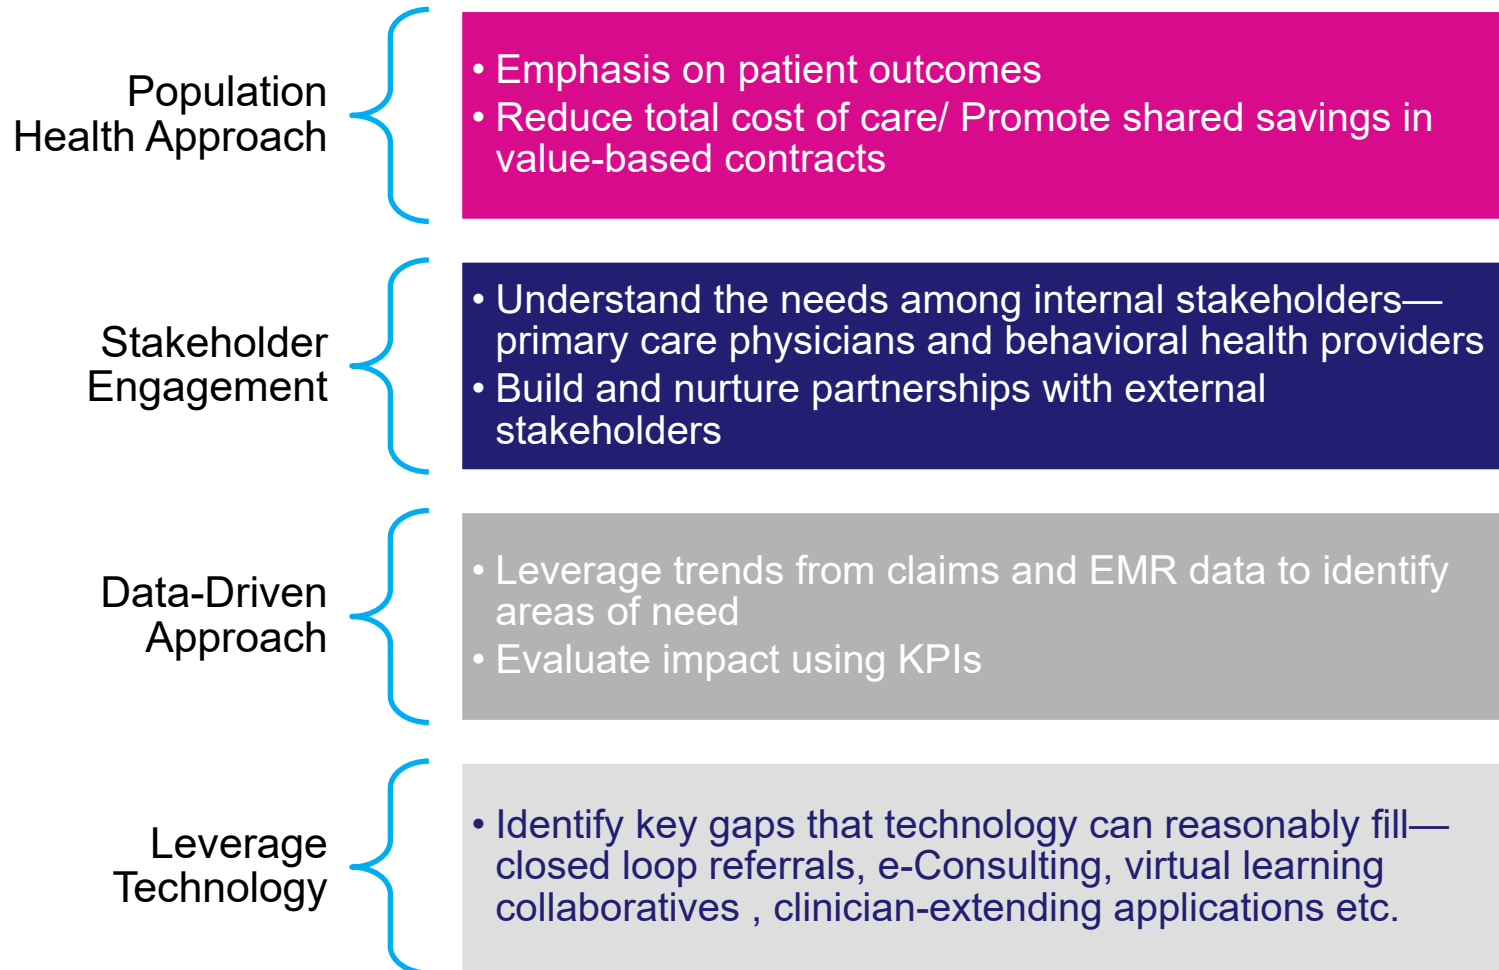 Population
Health Approach
• Emphasis on patient outcomes
• Reduce total cost of care/ Promote shared savings in
value-based contracts
Stakeholder
Engagement
• Understand the needs among internal stakeholders—
primary care physicians and behavioral health providers
• Build and nurture partnerships with external
stakeholders
Data-Driven
Approach
• Leverage trends from claims and EMR data to identify
areas of need
• Evaluate impact using KPIs
Leverage
Technology
• Identify key gaps that technology can reasonably fill—
closed loop referrals, e-Consulting, virtual learning
collaboratives , clinician-extending applications etc.